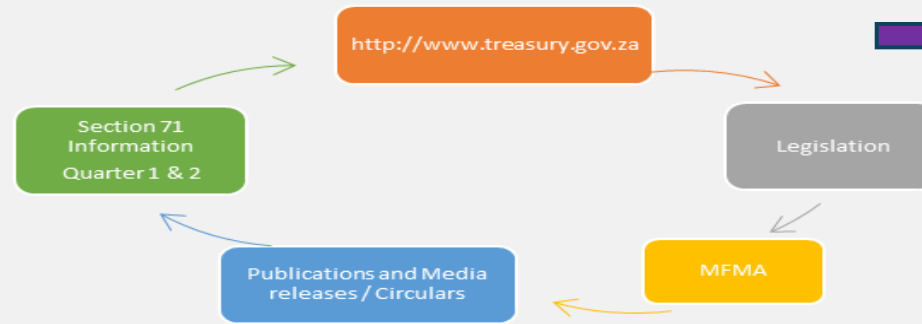 http://www.treasury.gov.za
Legislation
MFMA
Publications and Media
releases / Circulars
Section 71
Information
Quarter 1 & 2